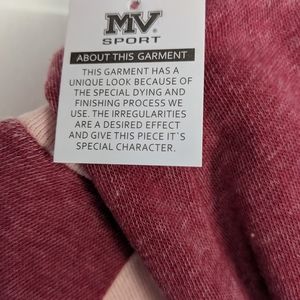 MV
SPORT
ABOUT THIS GARMENT
THIS GARMENT HAS A
UNIQUE LOOK BECAUSE OF
THE SPECIAL DYING AND
FINISHING PROCESS WE
USE. THE IRREGULARITIES
ARE A DESIRED EFFECT
AND GIVE THIS PIECE IT`S
SPECIAL CHARACTER.